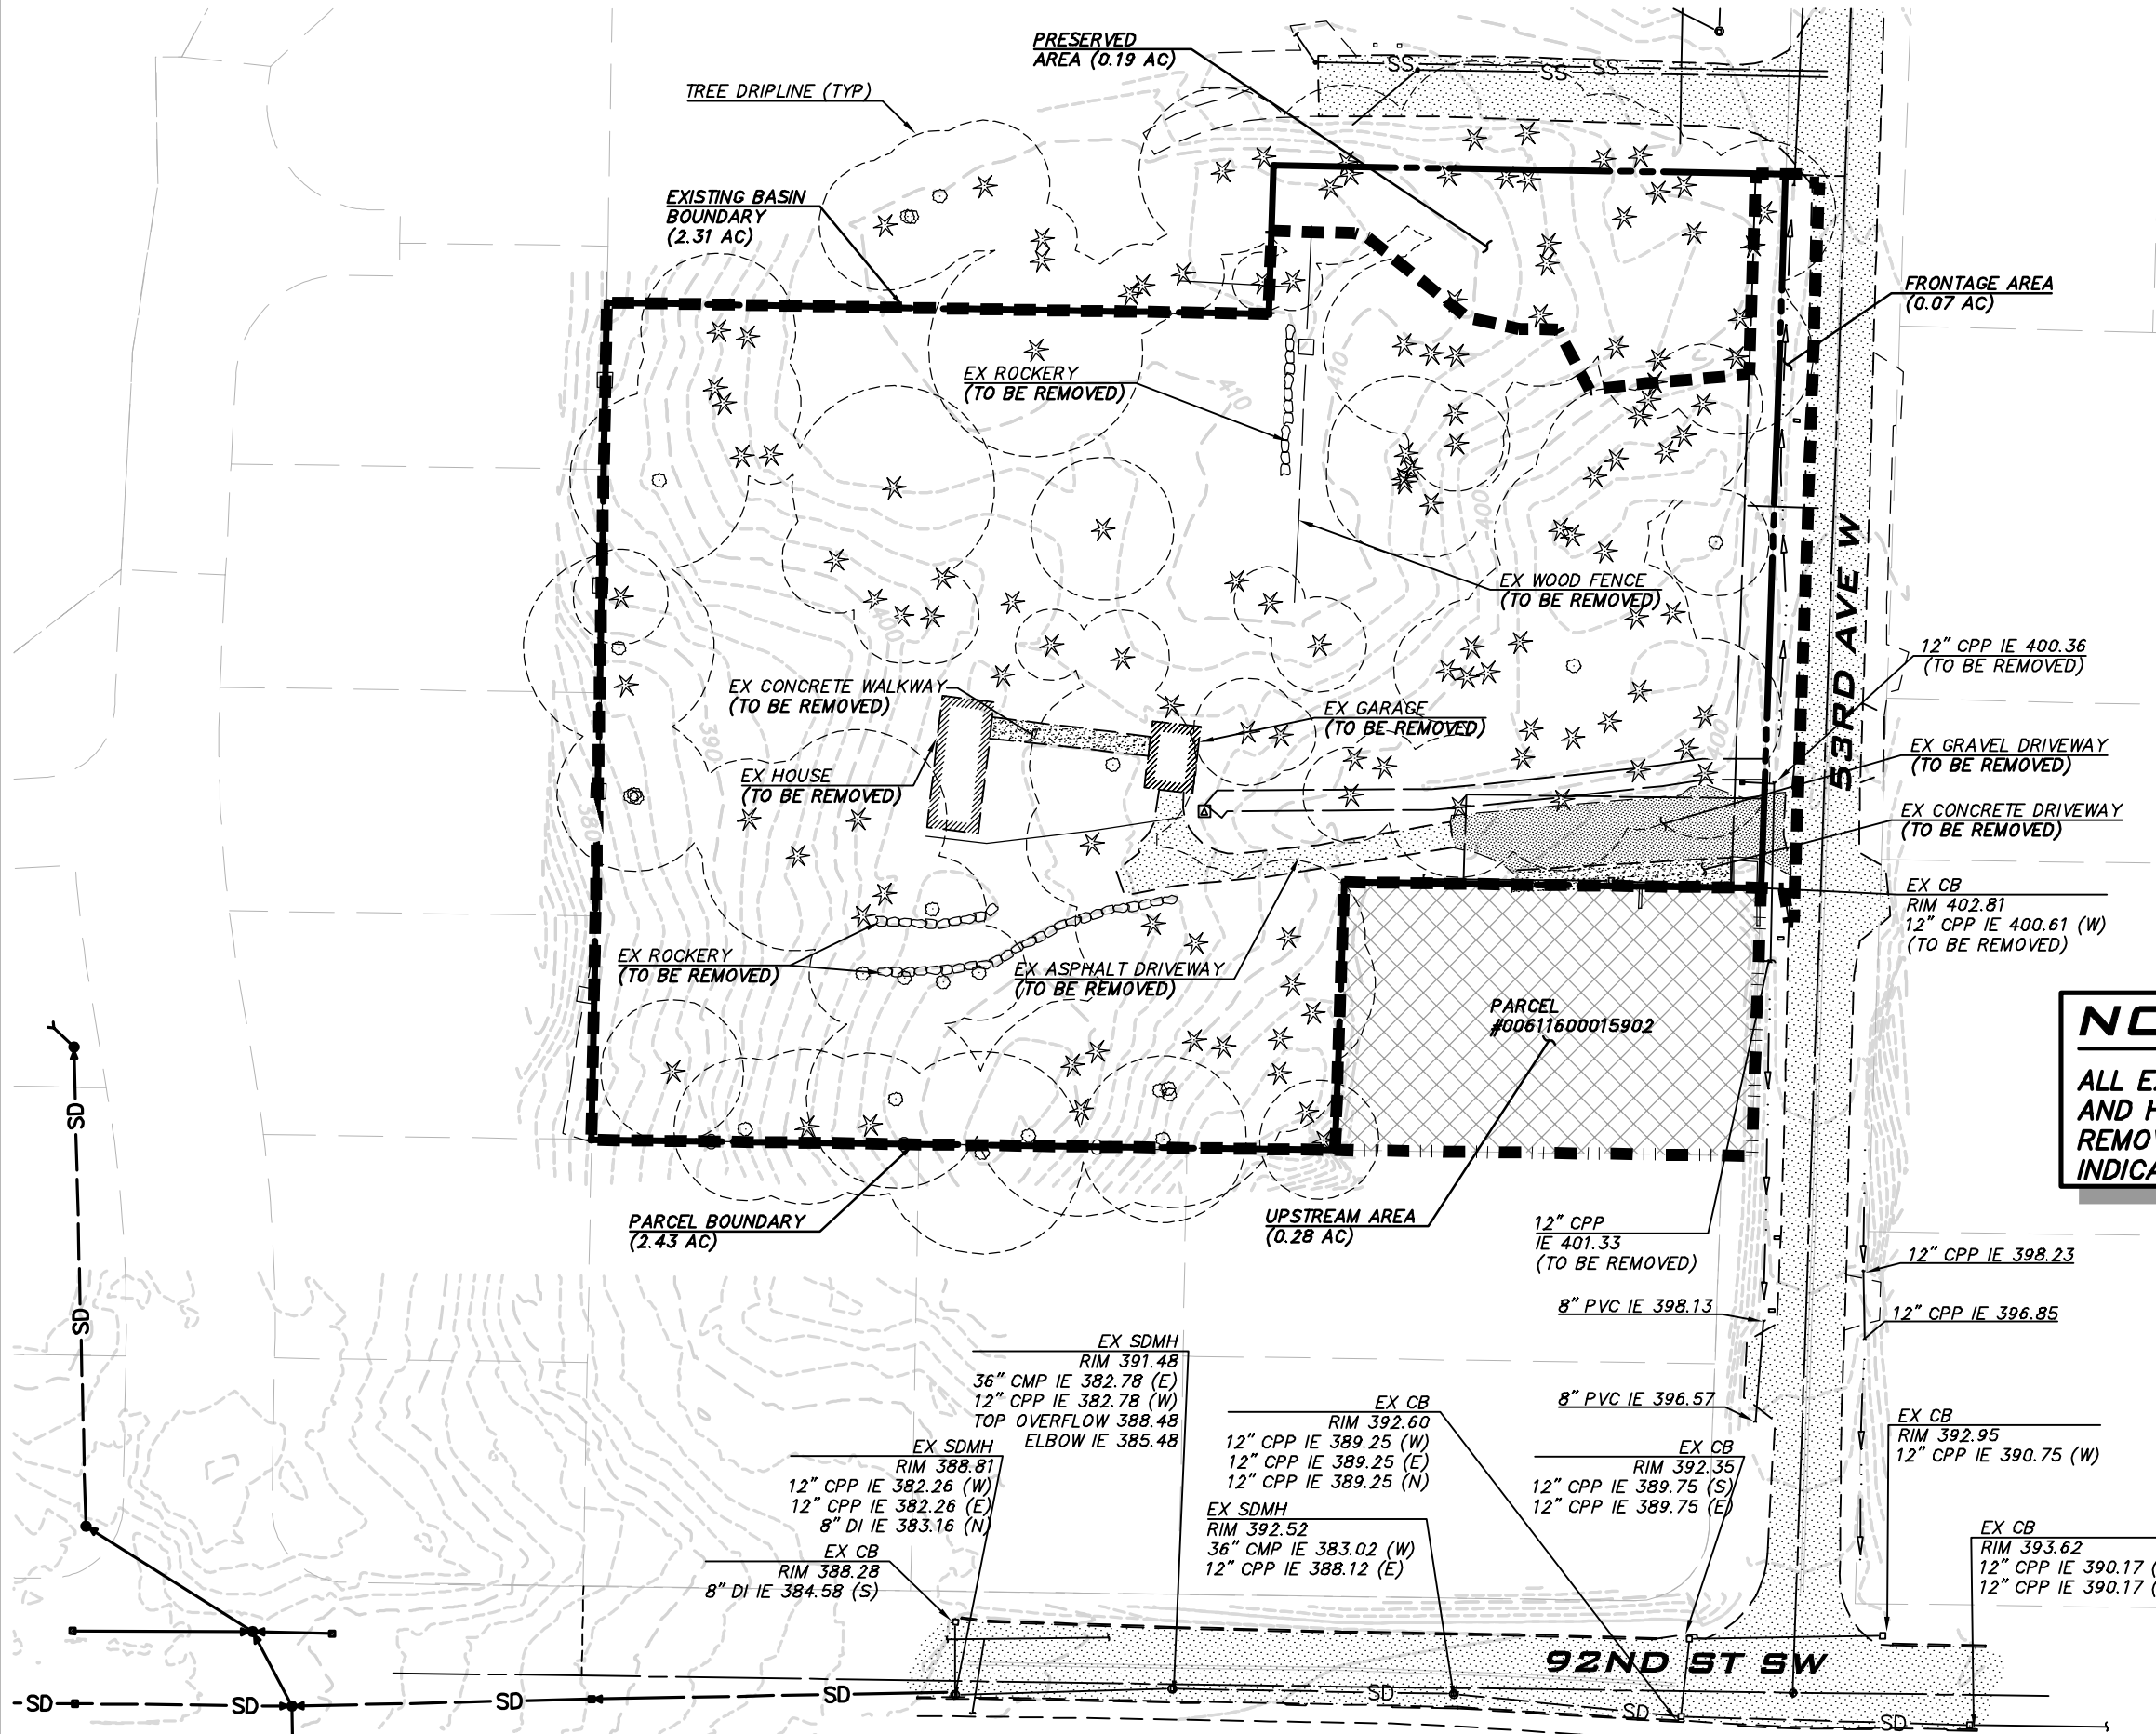 PRESERVED
AREA (0.19 AC)
SS
SS
SS
TREE DRIPLINE (TYP)
EXISTING BASIN
BOUNDARY
(2.31 AC)
FRONTAGE AREA
(0.07 AC)
EX ROCKERY
(TO BE REMOVED)
410
410
400
EX WOOD FENCE
(TO BE REMOVED)
53RD AVE W
400
12" CPP IE 400.36
(TO BE REMOVED)
EX CONCRETE WALKWAY
(TO BE REMOVED)
EX GARAGE
(TO BE REMOVED)
390
400
EX GRAVEL DRIVEWAY
(TO BE REMOVED)
EX HOUSE
(TO BE REMOVED)
380
EX CONCRETE DRIVEWAY
(TO BE REMOVED)
EX CB
RIM 402.81
12" CPP IE 400.61 (W)
(TO BE REMOVED)
EX ROCKERY
(TO BE REMOVED)
EX ASPHALT DRIVEWAY
(TO BE REMOVED)
PARCEL
#00611600015902
ALL
AND
SD
PARCEL BOUNDARY
(2.43 AC)
UPSTREAM AREA
(0.28 AC)
12" CPP
IE 401.33
(TO BE REMOVED)
12" CPP IE 398.23
8" PVC IE 398.13
12" CPP IE 396.85
SD
EX SDMH
RIM 391.48
36" CMP IE 382.78 (E)
12" CPP IE 382.78 (W)
TOP OVERFLOW 388.48
ELBOW IE 385.48
8" PVC IE 396.57
EX CB
RIM 392.60
12" CPP IE 389.25 (W)
12" CPP IE 389.25 (E)
12" CPP IE 389.25 (N)
EX CB
RIM 392.95
12" CPP IE 390.75 (W)
EX SDMH
RIM 388.81
12" CPP IE 382.26 (W)
12" CPP IE 382.26 (E)
8" DI IE 383.16 (N)
EX CB
RIM 392.35
12" CPP IE 389.75 (S)
12" CPP IE 389.75 (E)
EX SDMH
RIM 392.52
36" CMP IE 383.02 (W)
12" CPP IE 388.12 (E)
EX CB
RIM 393.62
12" CPP IE 390.17
12" CPP IE 390.17
EX CB
RIM 388.28
8" DI IE 384.58 (S)
92ND ST SW
SD
SD
SD
SD
SD
SD
SD